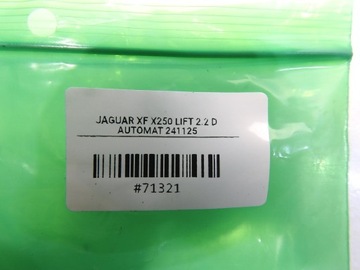 JAGUAR XF X250 LIFT 2.2 D
AUTOMAT 241125
#71321